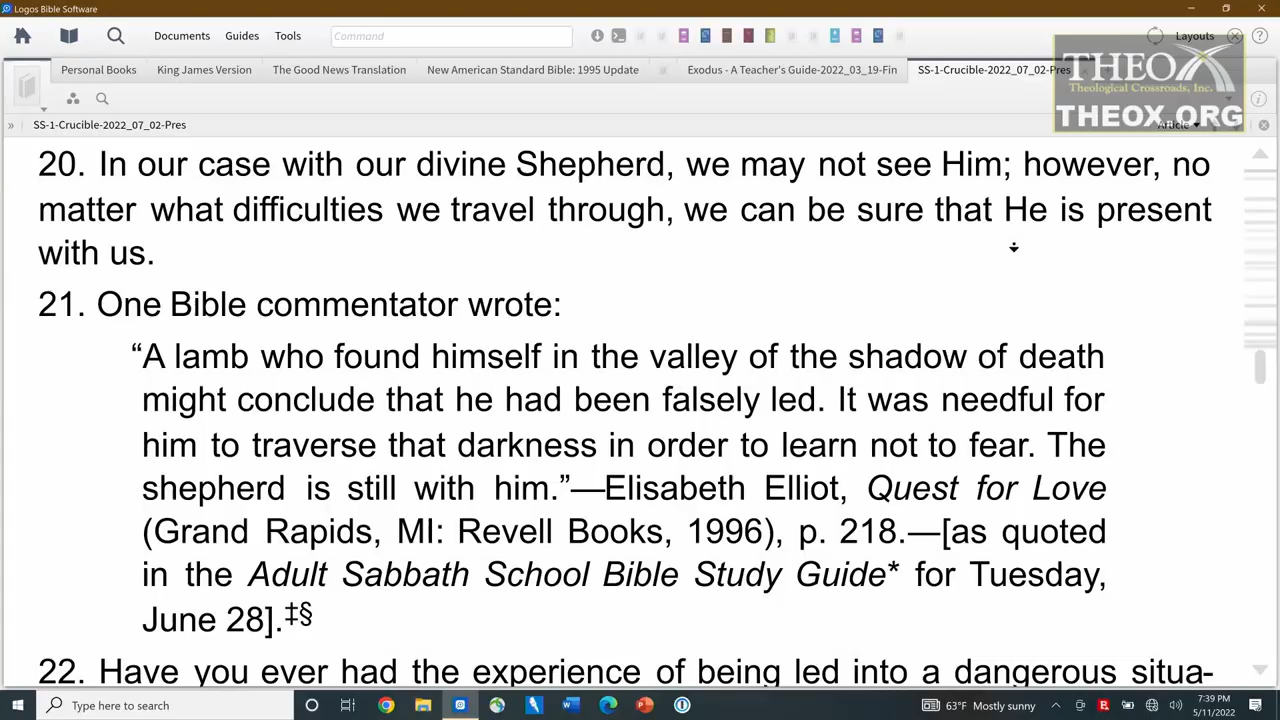 Logos Bible Software
Documents Guides Tools Command Layouts
Personal Books King James Version The Good News Translation New American Standard Bible: 1995 Update Exodus - A Teacher's Guide-2022_03_19-Fin SS-1-Crucible-2022_07_02-Pres
THEOX
Theological Crossroads, Inc.
THEOX.ORG
» SS-1-Crucible-2022_07_02-Pres Article
20. In our case with our divine Shepherd, we may not see Him; however, no
matter what difficulties we travel through, we can be sure that He is present
with us.
21. One Bible commentator wrote:
“A lamb who found himself in the valley of the shadow of death
might conclude that he had been falsely led. It was needful for
him to traverse that darkness in order to learn not to fear. The
shepherd is still with him.”—Elisabeth Elliot, Quest for Love
(Grand Rapids, MI: Revell Books, 1996), p. 218.—[as quoted
in the Adult Sabbath School Bible Study Guide* for Tuesday,
June 28].‡§
22. Have you ever had the experience of being led into a dangerous situa-
Type here to search 63°F Mostly sunny 7:39 PM
5/11/2022